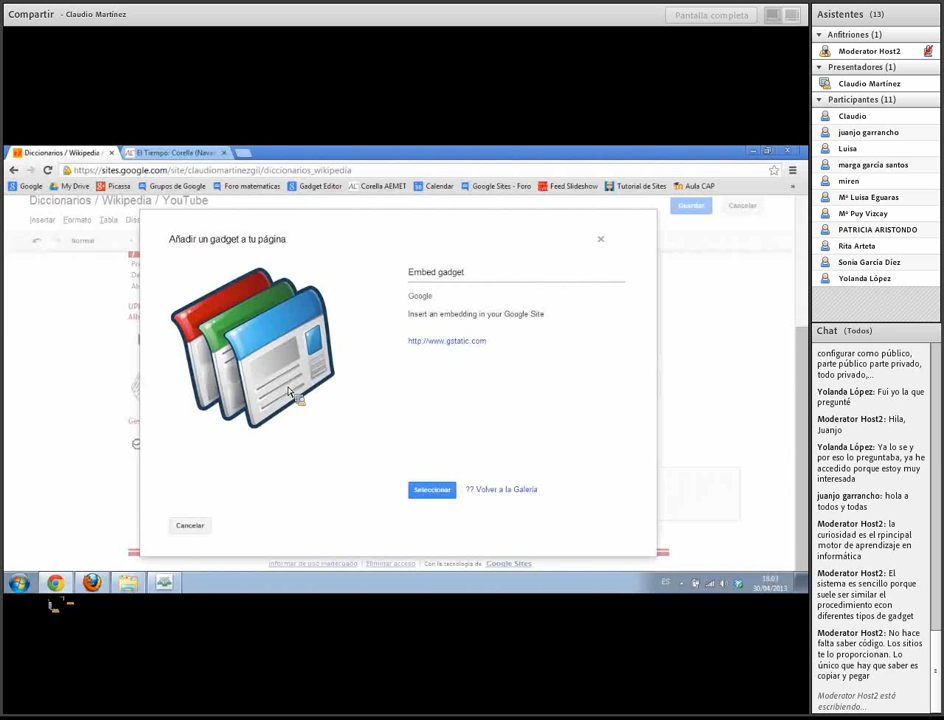 Compartir - Claudio Martínez
Pantalla completa
Diccionarios / Wikipedia /
El Tiempo: Corella (Nava
https://sites.google.com/site/claudiomartinezgil/diccionarios_wikipedia
Google
My Drive
Picassa
Grupos de Google
Foro matematicas
Gadget Editor
Corella AEMET
Calendar
Google Sites - Foro
Feed Slideshow
Tutorial de Sites
Aula CAP
»
Diccionarios / Wikipedia / YouTube
Guardar
Cancelar
Insertar Formato Tabla
Normal
Añadir un gadget a tu página
Embed gadget
Google
Insert an embedding in your Google Site
http://www.gstatic.com
Seleccionar
?? Volver a la Galería
Cancelar
Informar de uso inadecuado | Eliminar acceso | Con la tecnología de Google Sites
ES
18:03
30/04/2013
Asistentes (13)
Anfitriones (1)
Moderator Host2
Presentadores (1)
Claudio Martínez
Participantes (11)
Claudio
juanjo garrancho
Luisa
marga garcía santos
miren
Mª Luisa Eguaras
Mª Puy Vizcay
PATRICIA ARISTONDO
Rita Arteta
Sonia García Díez
Yolanda López
Chat (Todos)
configurar como público,
parte público parte privado,
todo privado,...
Yolanda López: Fui yo la que
pregunté
Moderator Host2: Hila,
Juanjo
Yolanda López: Ya lo se y
por eso lo preguntaba, ya he
accedido porque estoy muy
interesada
juanjo garrancho: hola a
todos y todas
Moderator Host2: la
curiosidad es el rpincipal
motor de aprendizaje en
informática
Moderator Host2: El
sistema es sencillo porque
suele ser similar el
procedimiento econ
diferentes tipos de gadget
Moderator Host2: No hace
falta saber código. Los sitios
te lo proporcionan. Lo
único que hay que saber es
copiar y pegar
Moderator Host2 está
escribiendo...